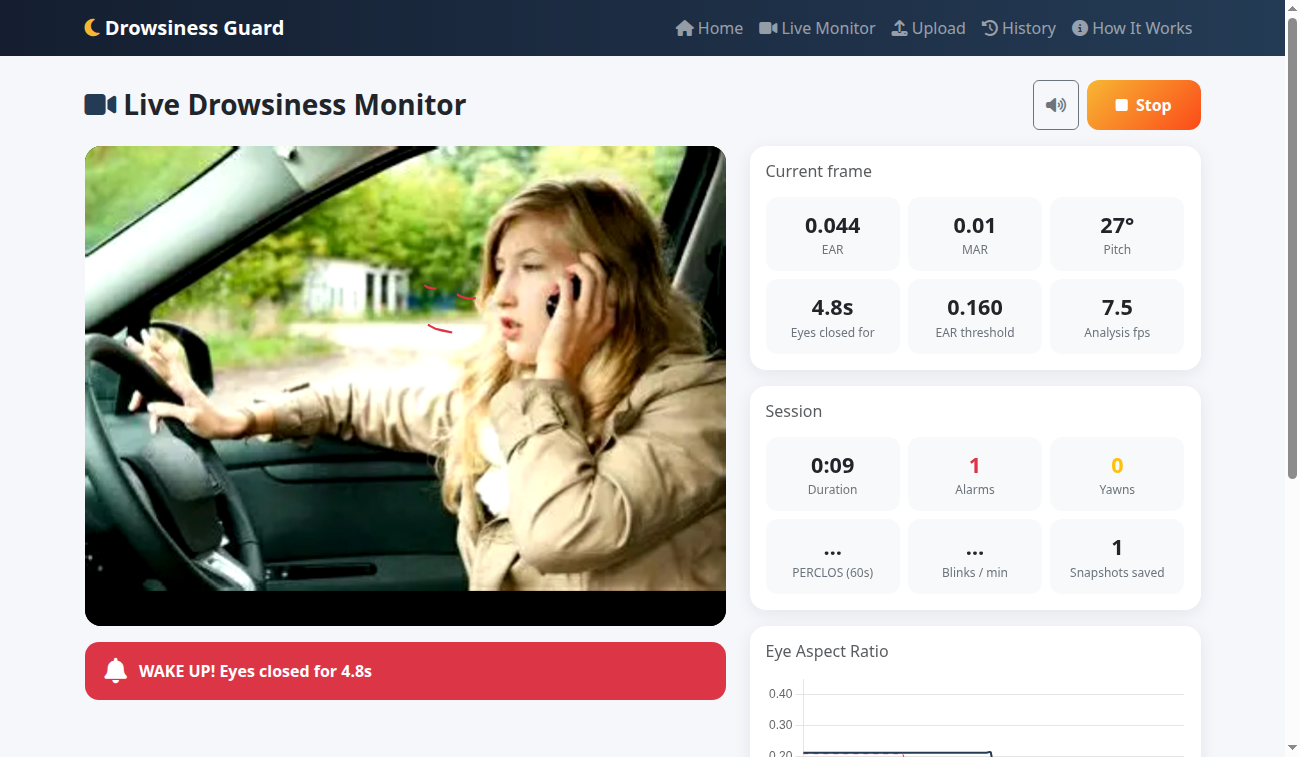 Drowsiness Guard
Home Live Monitor Upload History How It Works
Live Drowsiness Monitor
Stop
Current frame
0.044 0.01 27°
EAR MAR Pitch
4.8s 0.160 7.5
Eyes closed for EAR threshold Analysis fps
Session
0:09 1 0
Duration Alarms Yawns
... ... 1
PERCLOS (60s) Blinks / min Snapshots saved
WAKE UP! Eyes closed for 4.8s
Eye Aspect Ratio
0.40
0.30
0.20